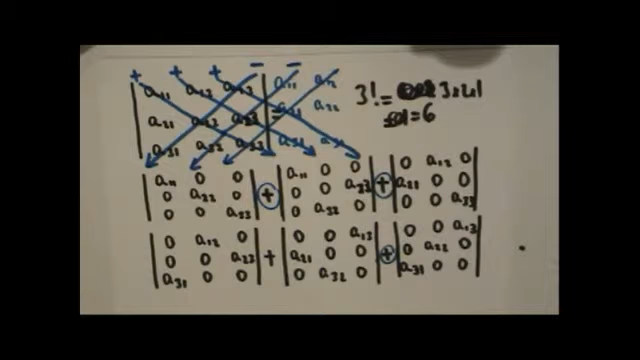 + + + − −
| a11 a12 a13 | a11 a12
a21 a22 a23 = a21 a22
a31 a32 a33 | a31 a32
3! = 3x2x1
= 6
| a11 0 0 | + | a11 0 0 | + | 0 a12 0 |
| 0 a22 0 | | 0 0 a23 | | a21 0 0 |
| 0 0 a33 | | 0 a32 0 | | 0 0 a33 |
| 0 a12 0 | + | 0 0 a13 | + | 0 0 a13 |
| 0 0 a23 | | a21 0 0 | | 0 a22 0 |
| a31 0 0 | | 0 a32 0 | | a31 0 0 |